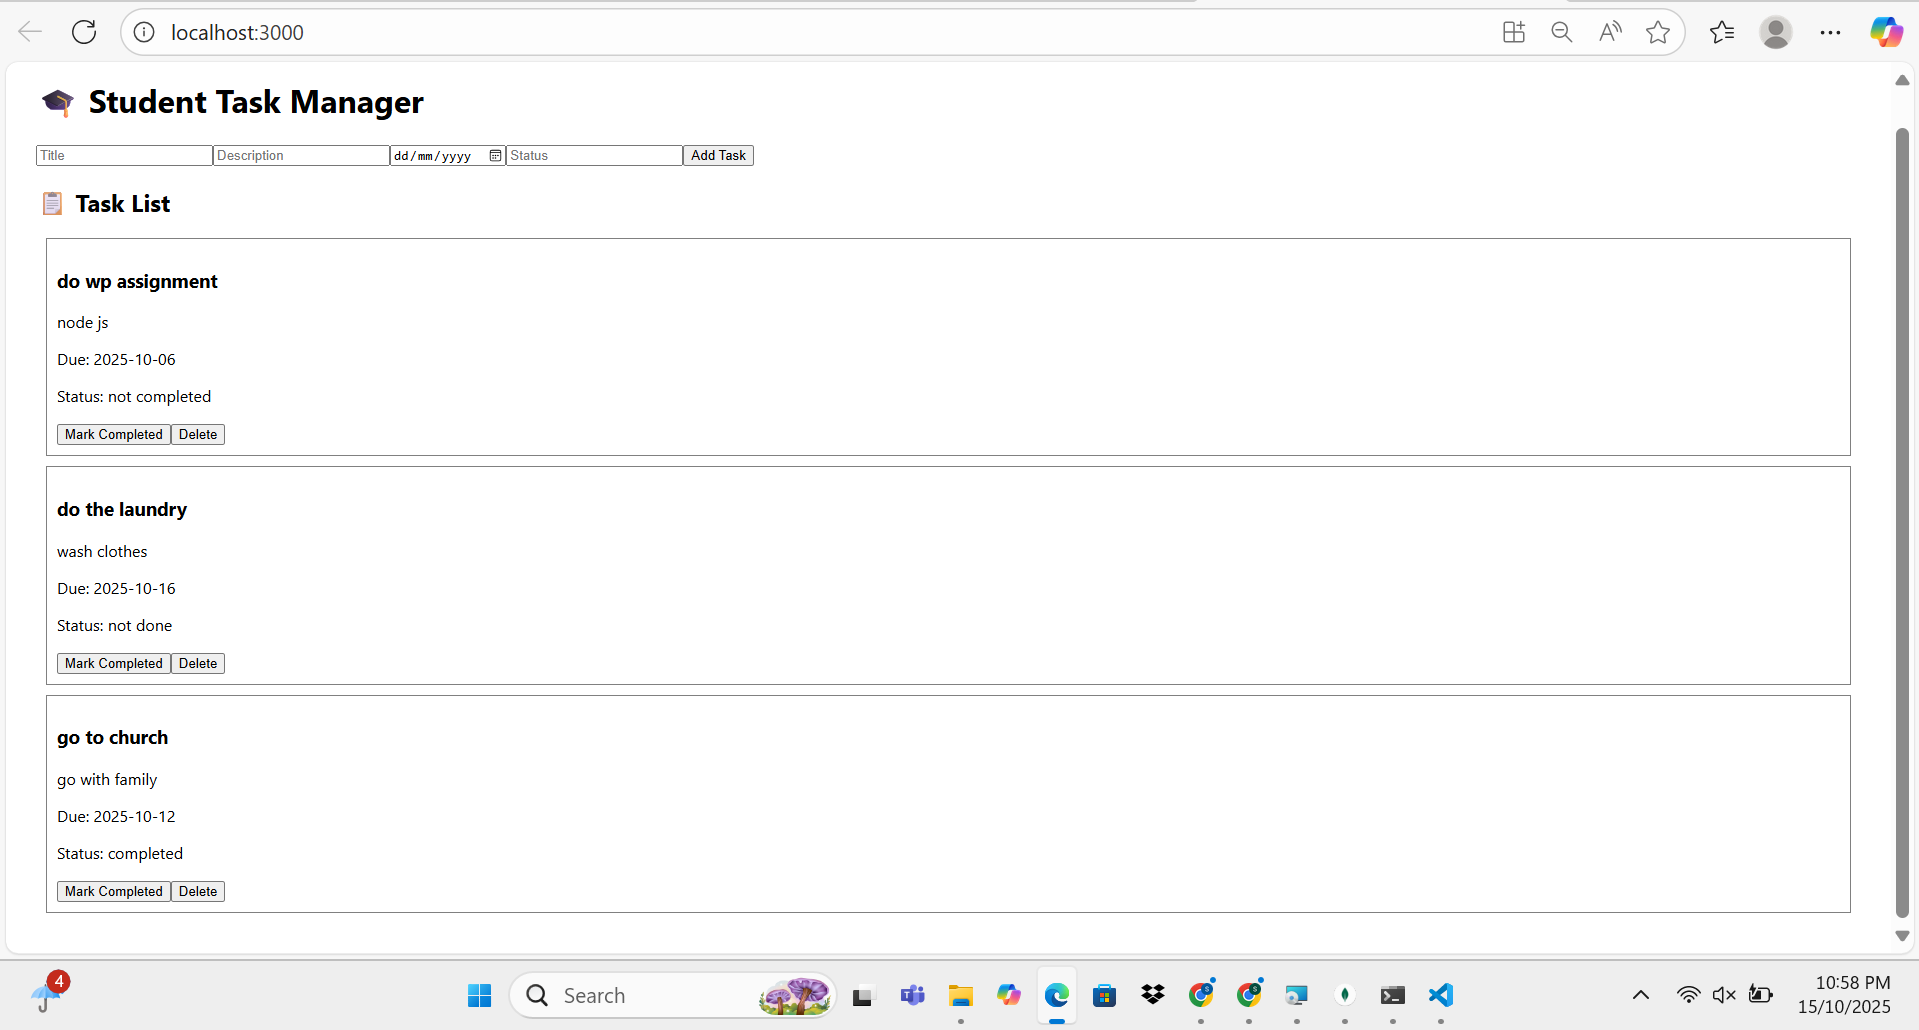 localhost:3000
Student Task Manager
Title Description dd/mm/yyyy Status Add Task
Task List
do wp assignment
node js
Due: 2025-10-06
Status: not completed
Mark Completed Delete
do the laundry
wash clothes
Due: 2025-10-16
Status: not done
Mark Completed Delete
go to church
go with family
Due: 2025-10-12
Status: completed
Mark Completed Delete
4
Search
10:58 PM
15/10/2025